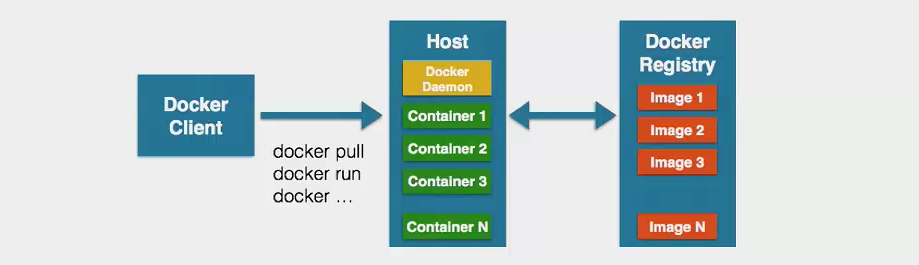 Docker
Client
docker pull
docker run
docker ...
Host
Docker
Daemon
Container 1
Container 2
Container 3
Container N
Docker
Registry
Image 1
Image 2
Image 3
Image N